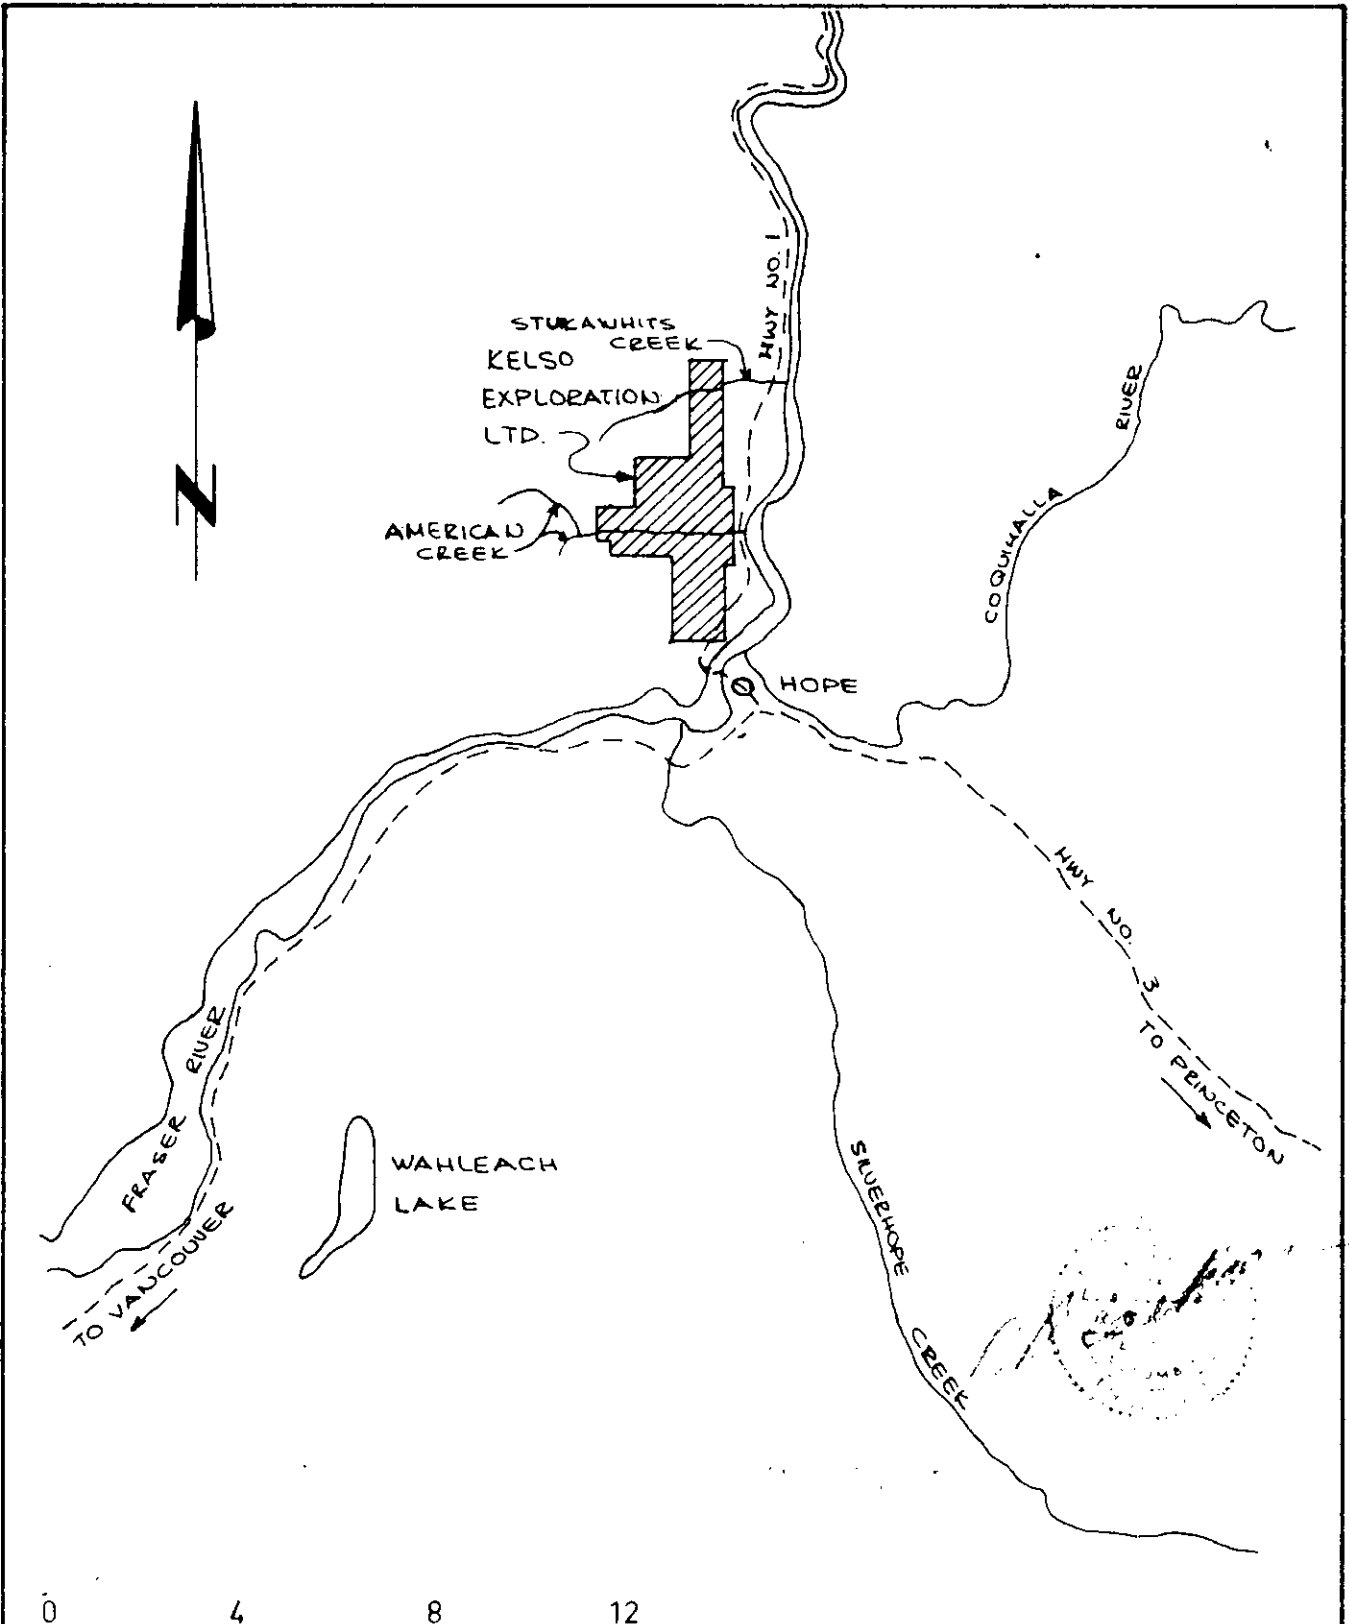 N
HWY NO. 1
STUKAWHITS
CREEK
KELSO
EXPLORATION
LTD.
AMERICAN
CREEK
COQUIHALLA RIVER
HOPE
HWY NO. 3
TO PRINCETON
FRASER RIVER
TO VANCOUVER
WAHLEACH
LAKE
SILVERHOPE CREEK
0 4 8 12